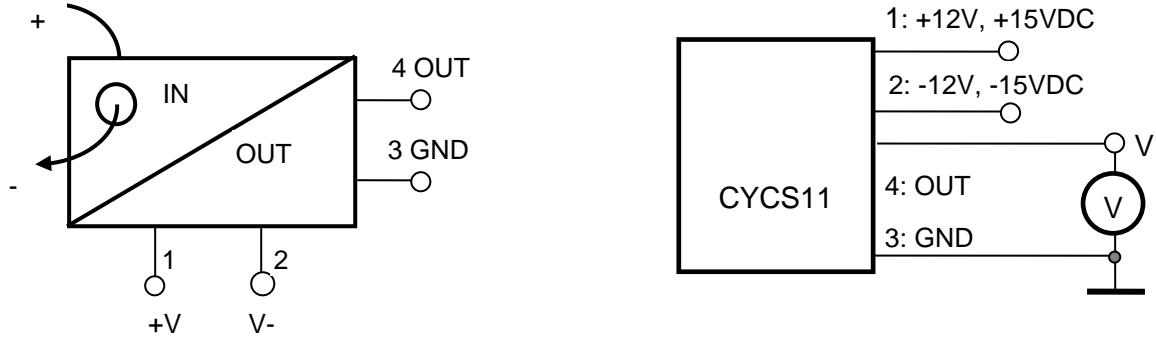 +
IN
OUT
-
4 OUT
3 GND
1
2
+V
V-
1: +12V, +15VDC
2: -12V, -15VDC
V
CYCS11
4: OUT
V
3: GND